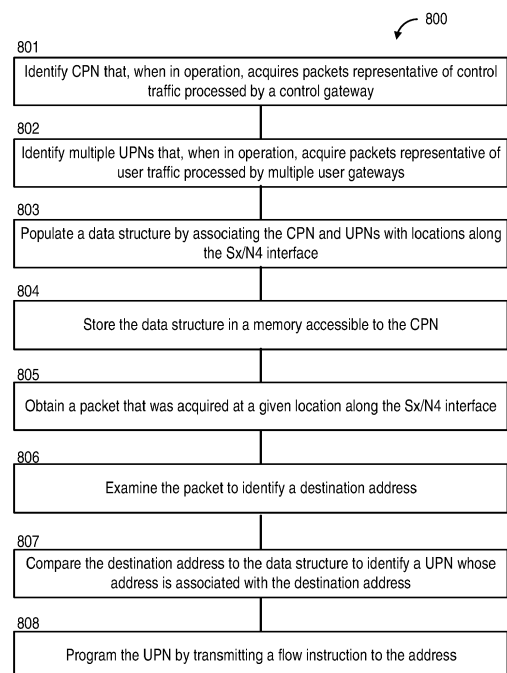 800
801
Identify CPN that, when in operation, acquires packets representative of control
traffic processed by a control gateway
802
Identify multiple UPNs that, when in operation, acquire packets representative of
user traffic processed by multiple user gateways
803
Populate a data structure by associating the CPN and UPNs with locations along
the Sx/N4 interface
804
Store the data structure in a memory accessible to the CPN
805
Obtain a packet that was acquired at a given location along the Sx/N4 interface
806
Examine the packet to identify a destination address
807
Compare the destination address to the data structure to identify a UPN whose
address is associated with the destination address
808
Program the UPN by transmitting a flow instruction to the address